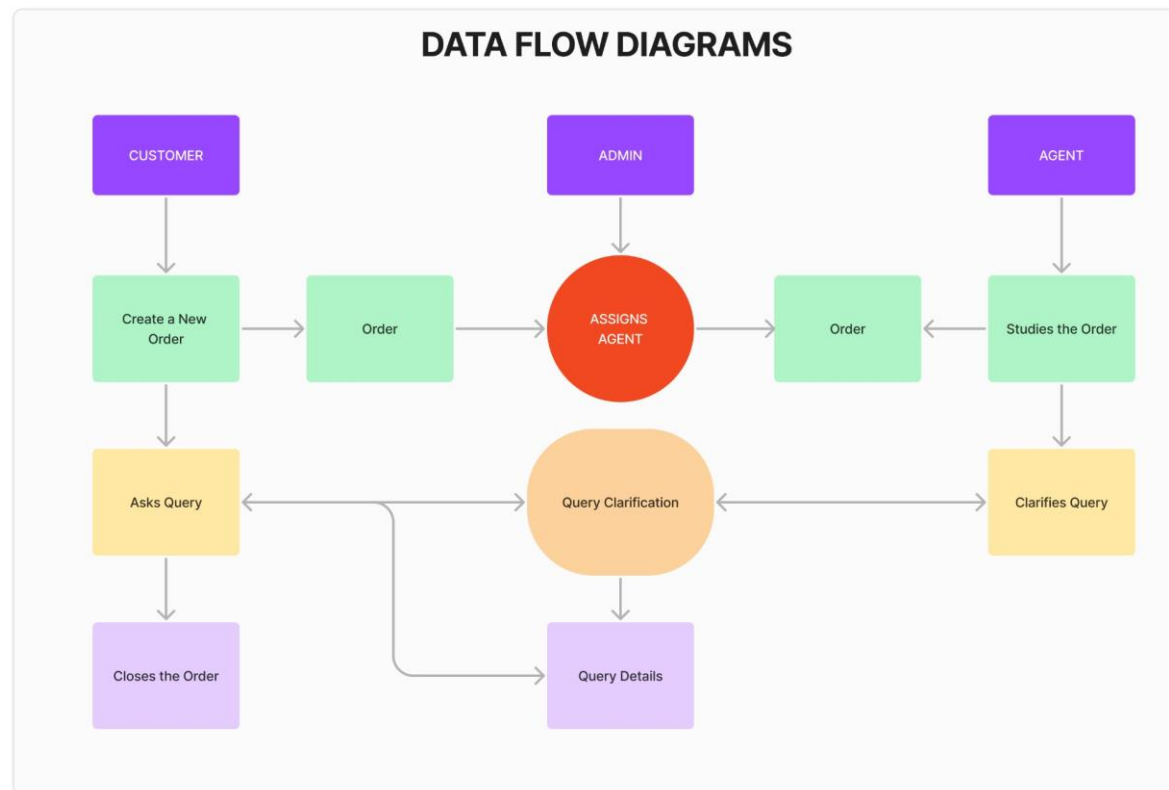 DATA FLOW DIAGRAMS
CUSTOMER
ADMIN
AGENT
Create a New
Order
Order
ASSIGNS
AGENT
Order
Studies the Order
Asks Query
Query Clarification
Clarifies Query
Closes the Order
Query Details